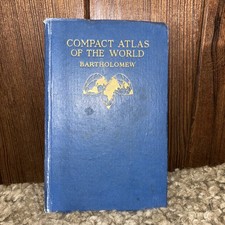 COMPACT ATLAS
OF THE WORLD
BARTHOLOMEW